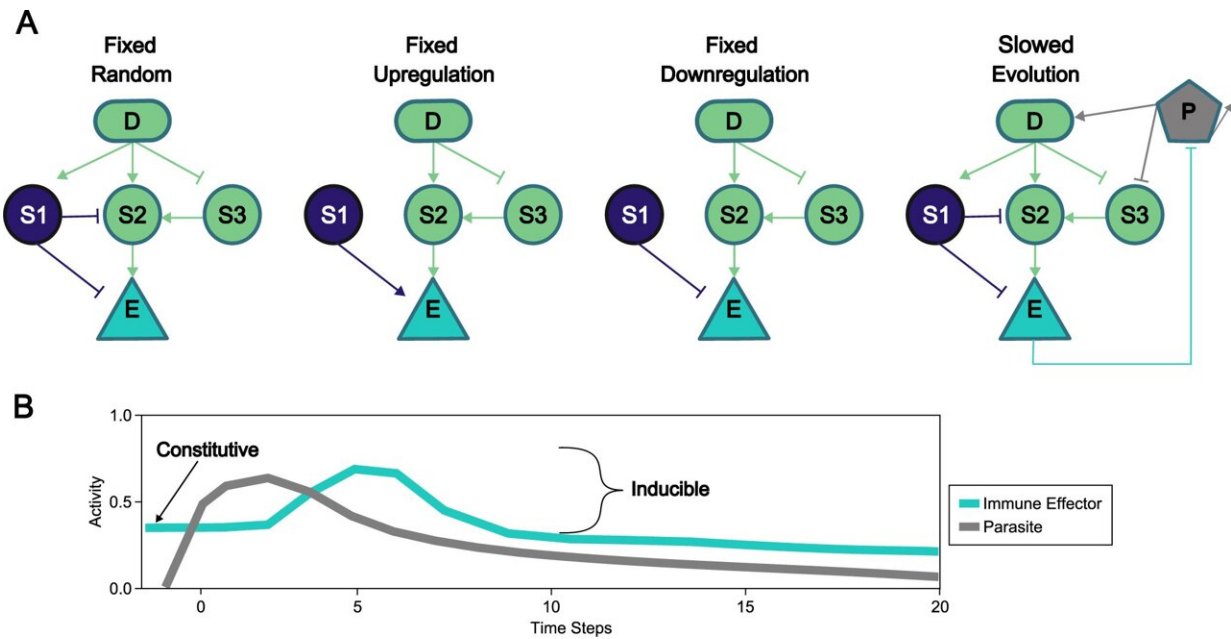 A
Fixed
Random
Fixed
Upregulation
Fixed
Downregulation
Slowed
Evolution
D
D
D
D
P
S1
S2
S3
S1
S2
S3
S1
S2
S3
S1
S2
S3
E
E
E
E
B
1.0
0.5
0.0
Activity
Constitutive
Inducible
Immune Effector
Parasite
0
5
10
15
20
Time Steps